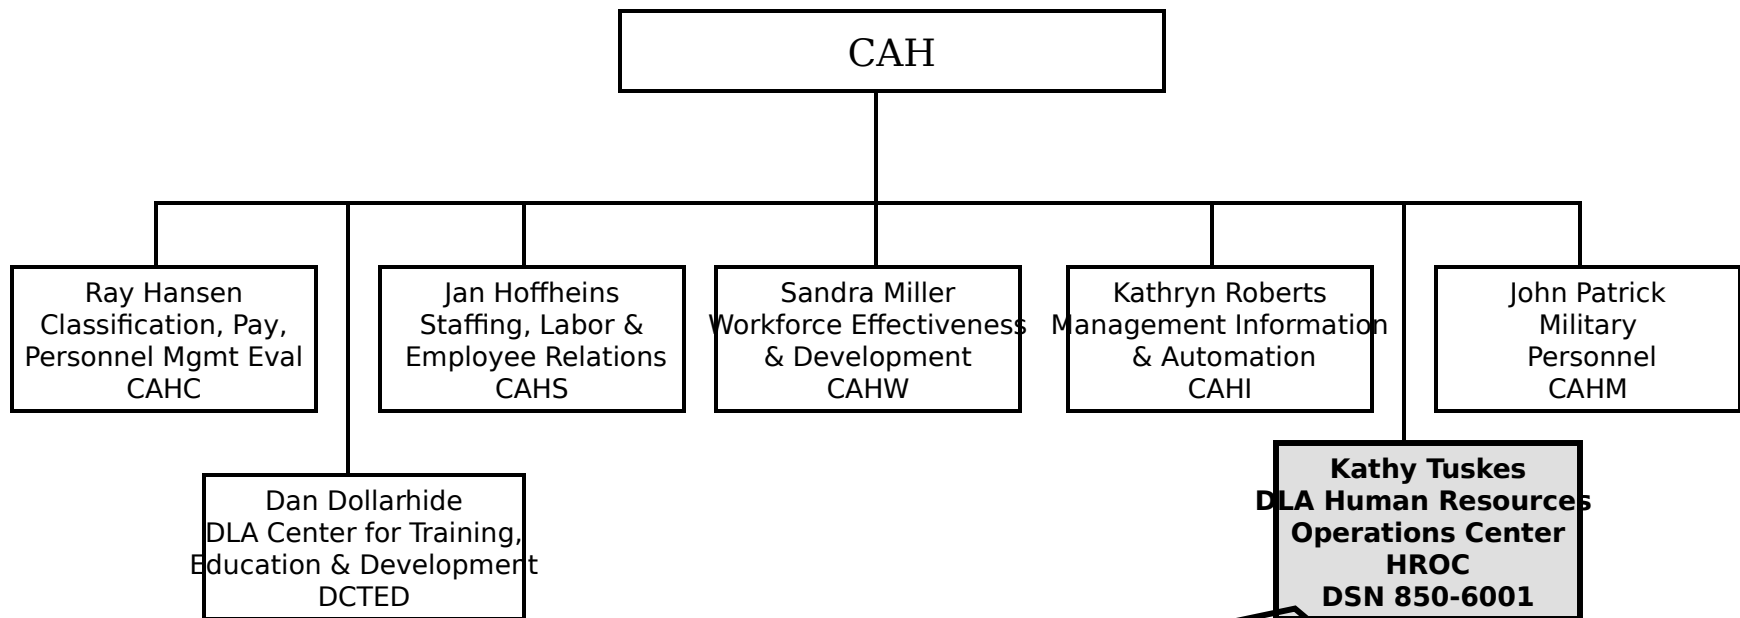 CAH
Ray Hansen
Classification, Pay,
Personnel Mgmt Eval
CAHC
Jan Hoffheins
Staffing, Labor &
Employee Relations
CAHS
Sandra Miller
Workforce Effectiveness
& Development
CAHW
Kathryn Roberts
Management Information
& Automation
CAHI
John Patrick
Military
Personnel
CAHM
Dan Dollarhide
DLA Center for Training,
Education & Development
DCTED
Kathy Tuskes
DLA Human Resources
Operations Center
HROC
DSN 850-6001